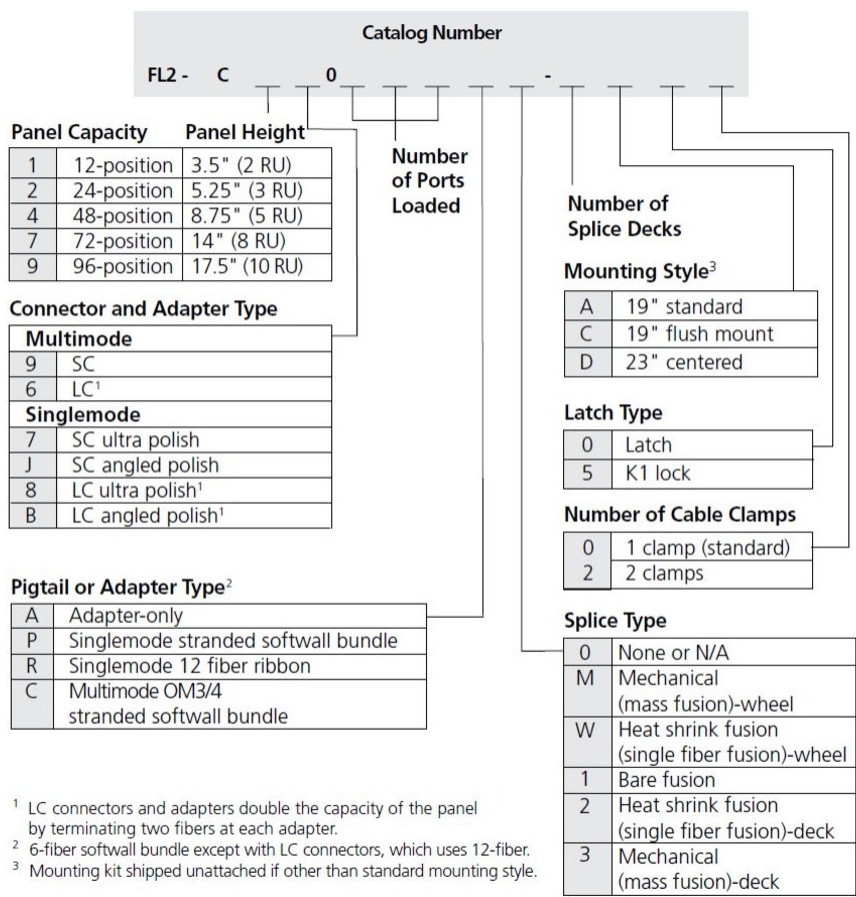 Catalog Number
FL2 - C _ _ 0 _ _ _ _ _ - _ _ _ _
Panel Capacity Panel Height
1 12-position 3.5" (2 RU)
2 24-position 5.25" (3 RU)
4 48-position 8.75" (5 RU)
7 72-position 14" (8 RU)
9 96-position 17.5" (10 RU)
Number
of Ports
Loaded
Connector and Adapter Type
Multimode
9 SC
6 LC¹
Singlemode
7 SC ultra polish
J SC angled polish
8 LC ultra polish¹
B LC angled polish¹
Pigtail or Adapter Type²
A Adapter-only
P Singlemode stranded softwall bundle
R Singlemode 12 fiber ribbon
C Multimode OM3/4
stranded softwall bundle
¹ LC connectors and adapters double the capacity of the panel
by terminating two fibers at each adapter.
² 6-fiber softwall bundle except with LC connectors, which uses 12-fiber.
³ Mounting kit shipped unattached if other than standard mounting style.
Number of
Splice Decks
Mounting Style³
A 19" standard
C 19" flush mount
D 23" centered
Latch Type
0 Latch
5 K1 lock
Number of Cable Clamps
0 1 clamp (standard)
2 2 clamps
Splice Type
0 None or N/A
M Mechanical
(mass fusion)-wheel
W Heat shrink fusion
(single fiber fusion)-wheel
1 Bare fusion
2 Heat shrink fusion
(single fiber fusion)-deck
3 Mechanical
(mass fusion)-deck